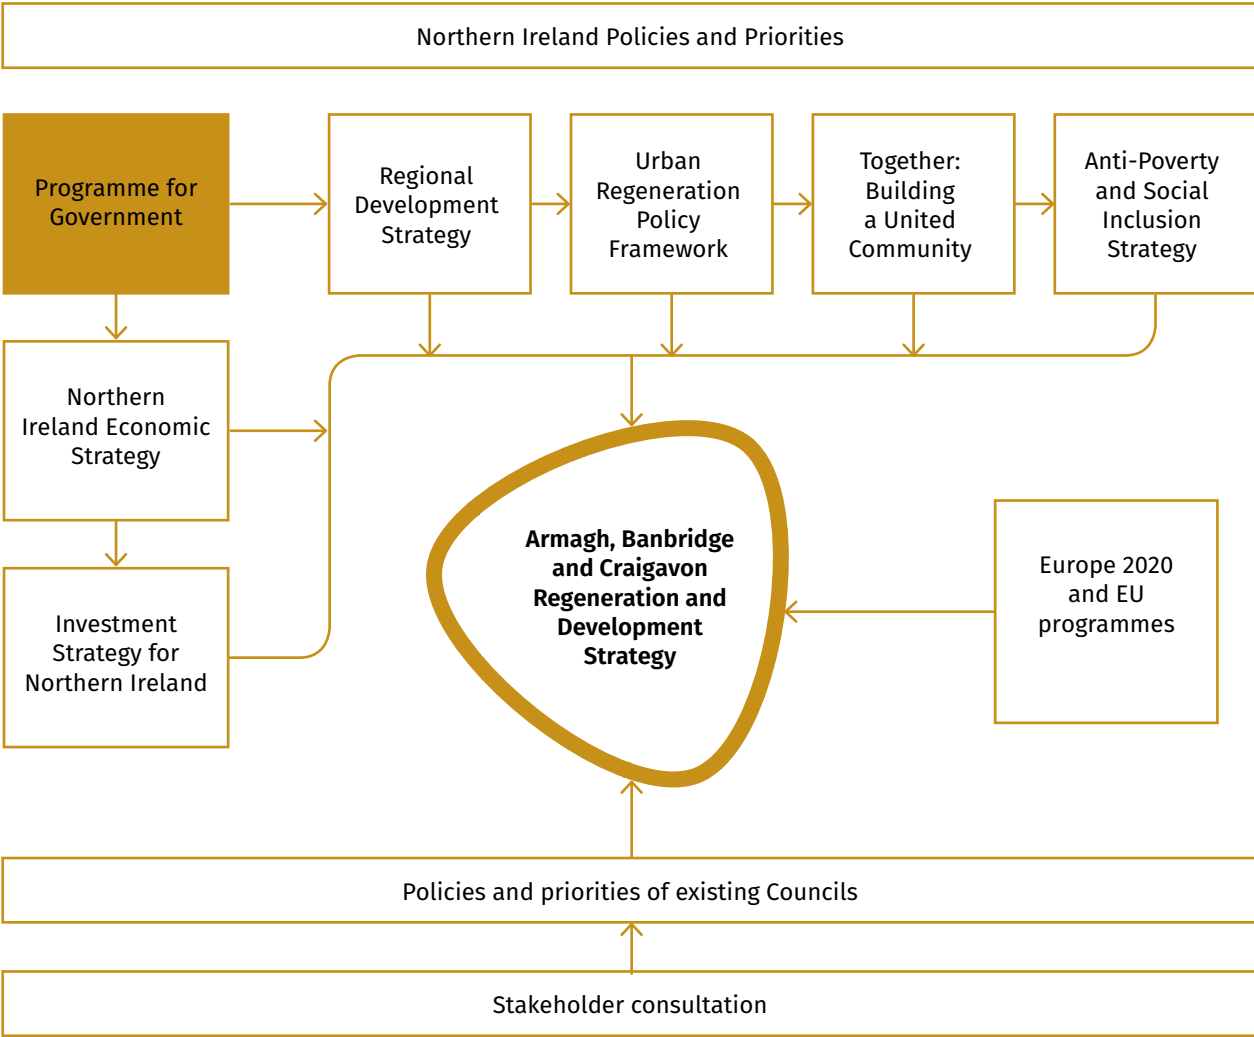 Northern Ireland Policies and Priorities
Programme for
Government
Regional
Development
Strategy
Urban
Regeneration
Policy
Framework
Together:
Building
a United
Community
Anti-Poverty
and Social
Inclusion
Strategy
Northern
Ireland Economic
Strategy
Investment
Strategy for
Northern Ireland
Armagh, Banbridge
and Craigavon
Regeneration and
Development
Strategy
Europe 2020
and EU
programmes
Policies and priorities of existing Councils
Stakeholder consultation